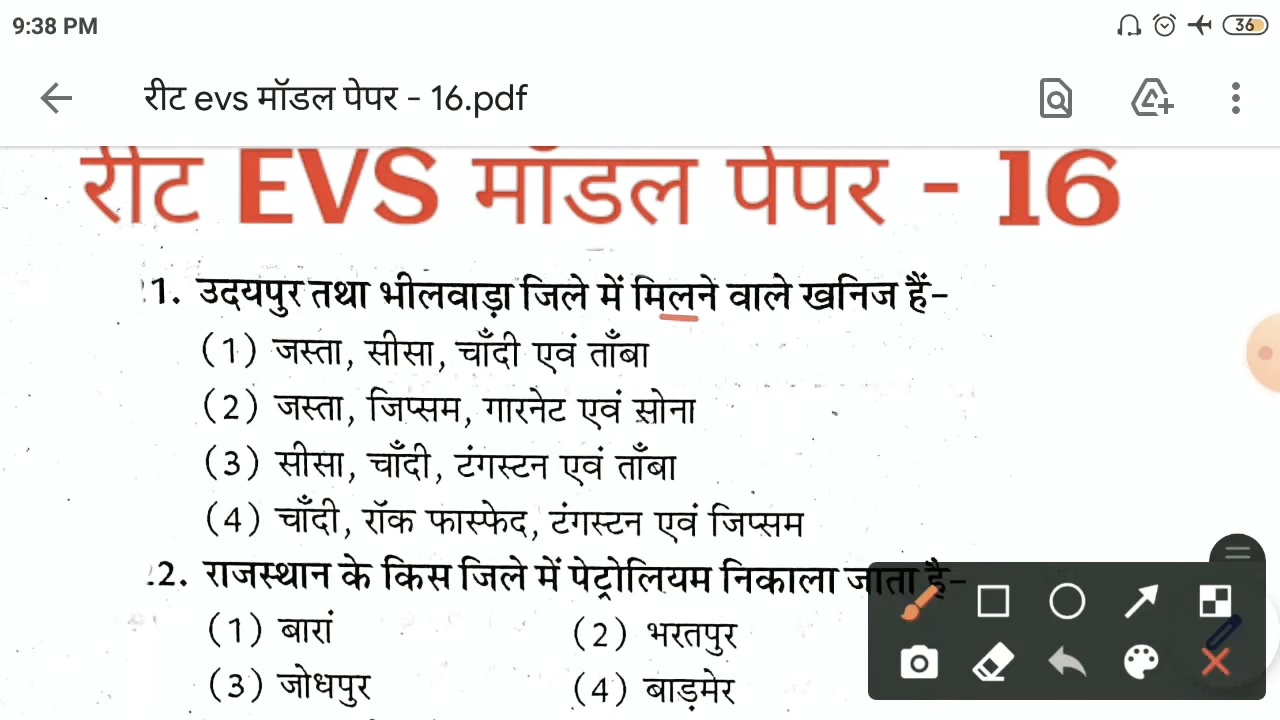 9:38 PM
36
रीट evs मॉडल पेपर - 16.pdf
रीट EVS मॉडल पेपर - 16
1. उदयपुर तथा भीलवाड़ा जिले में मिलने वाले खनिज हैं-
(1) जस्ता, सीसा, चाँदी एवं ताँबा
(2) जस्ता, जिप्सम, गारनेट एवं सोना
(3) सीसा, चाँदी, टंगस्टन एवं ताँबा
(4) चाँदी, रॉक फास्फेद, टंगस्टन एवं जिप्सम
2. राजस्थान के किस जिले में पेट्रोलियम निकाला जाता है-
(1) बारां (2) भरतपुर
(3) जोधपुर (4) बाड़मेर